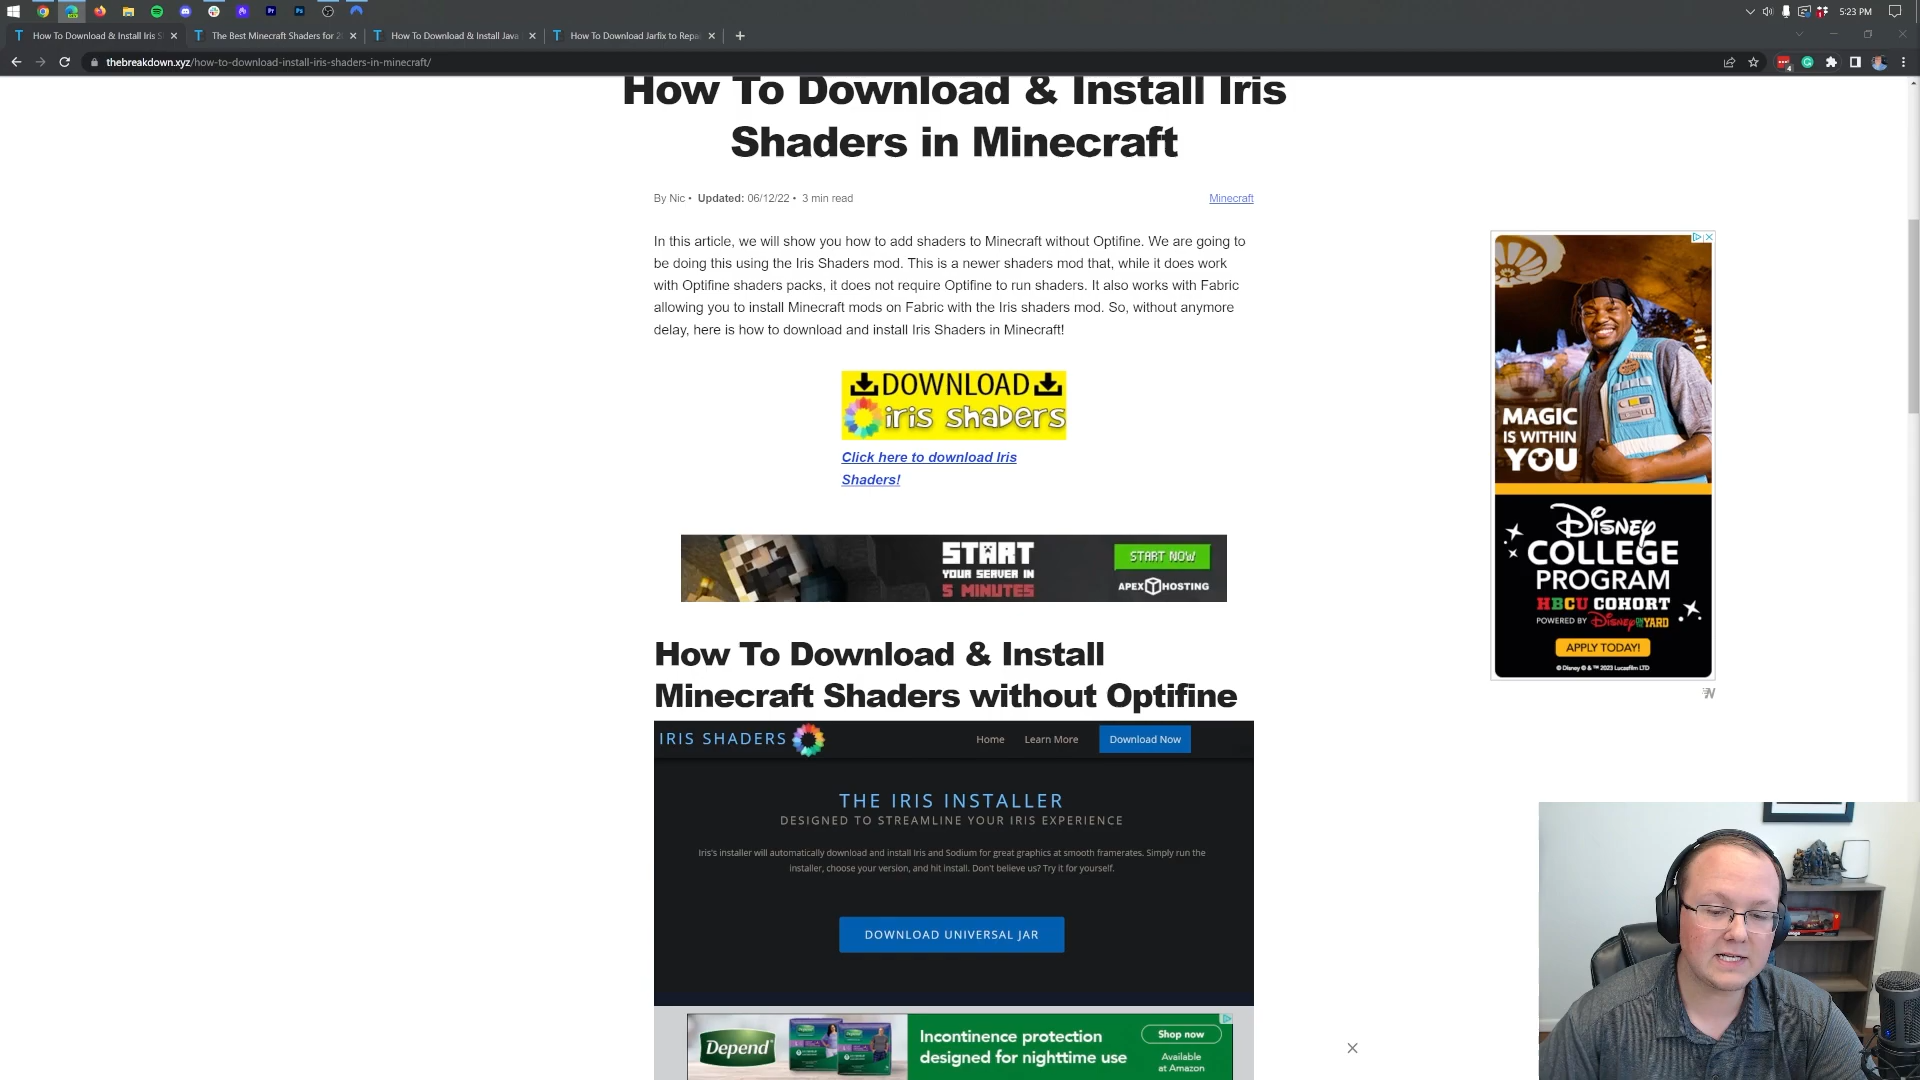 5:23 PM
How To Download & Install Iris S
The Best Minecraft Shaders for 2
How To Download & Install Java
How To Download Jarfix to Repa
thebreakdown.xyz/how-to-download-install-iris-shaders-in-minecraft/
How To Download & Install Iris
Shaders in Minecraft
By Nic • Updated: 06/12/22 • 3 min read
Minecraft
In this article, we will show you how to add shaders to Minecraft without Optifine. We are going to
be doing this using the Iris Shaders mod. This is a newer shaders mod that, while it does work
with Optifine shaders packs, it does not require Optifine to run shaders. It also works with Fabric
allowing you to install Minecraft mods on Fabric with the Iris shaders mod. So, without anymore
delay, here is how to download and install Iris Shaders in Minecraft!
DOWNLOAD
iris shaders
Click here to download Iris
Shaders!
START
YOUR SERVER IN
5 MINUTES
START NOW
APEX HOSTING
How To Download & Install
Minecraft Shaders without Optifine
IRIS SHADERS
Home
Learn More
Download Now
THE IRIS INSTALLER
DESIGNED TO STREAMLINE YOUR IRIS EXPERIENCE
Iris's installer will automatically download and install Iris and Sodium for great graphics at smooth framerates. Simply run the
installer, choose your version, and hit install. Don't believe us? Try it for yourself.
DOWNLOAD UNIVERSAL JAR
Depend
Incontinence protection
designed for nighttime use
Shop now
Available
at Amazon
MAGIC
IS WITHIN
YOU
Disney
COLLEGE
PROGRAM
HBCU COHORT
POWERED BY Disney ON THE YARD
APPLY TODAY!
© Disney © & ™ 2023 Lucasfilm LTD